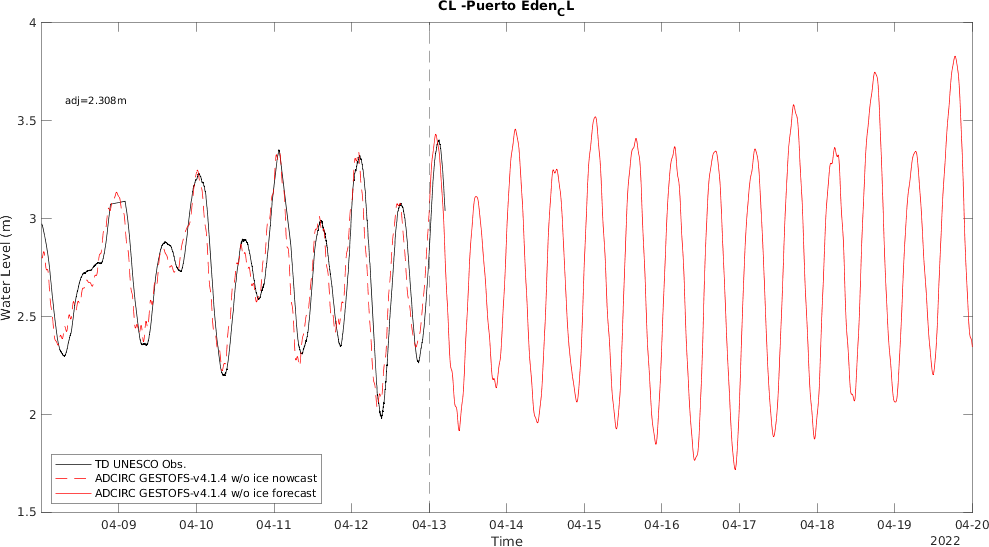 CL -Puerto Eden_CL
4
3.5
3
2.5
2
1.5
Water Level (m)
adj=2.308m
TD UNESCO Obs.
ADCIRC GESTOFS-v4.1.4 w/o ice nowcast
ADCIRC GESTOFS-v4.1.4 w/o ice forecast
04-09 04-10 04-11 04-12 04-13 04-14 04-15 04-16 04-17 04-18 04-19 04-20
Time
2022